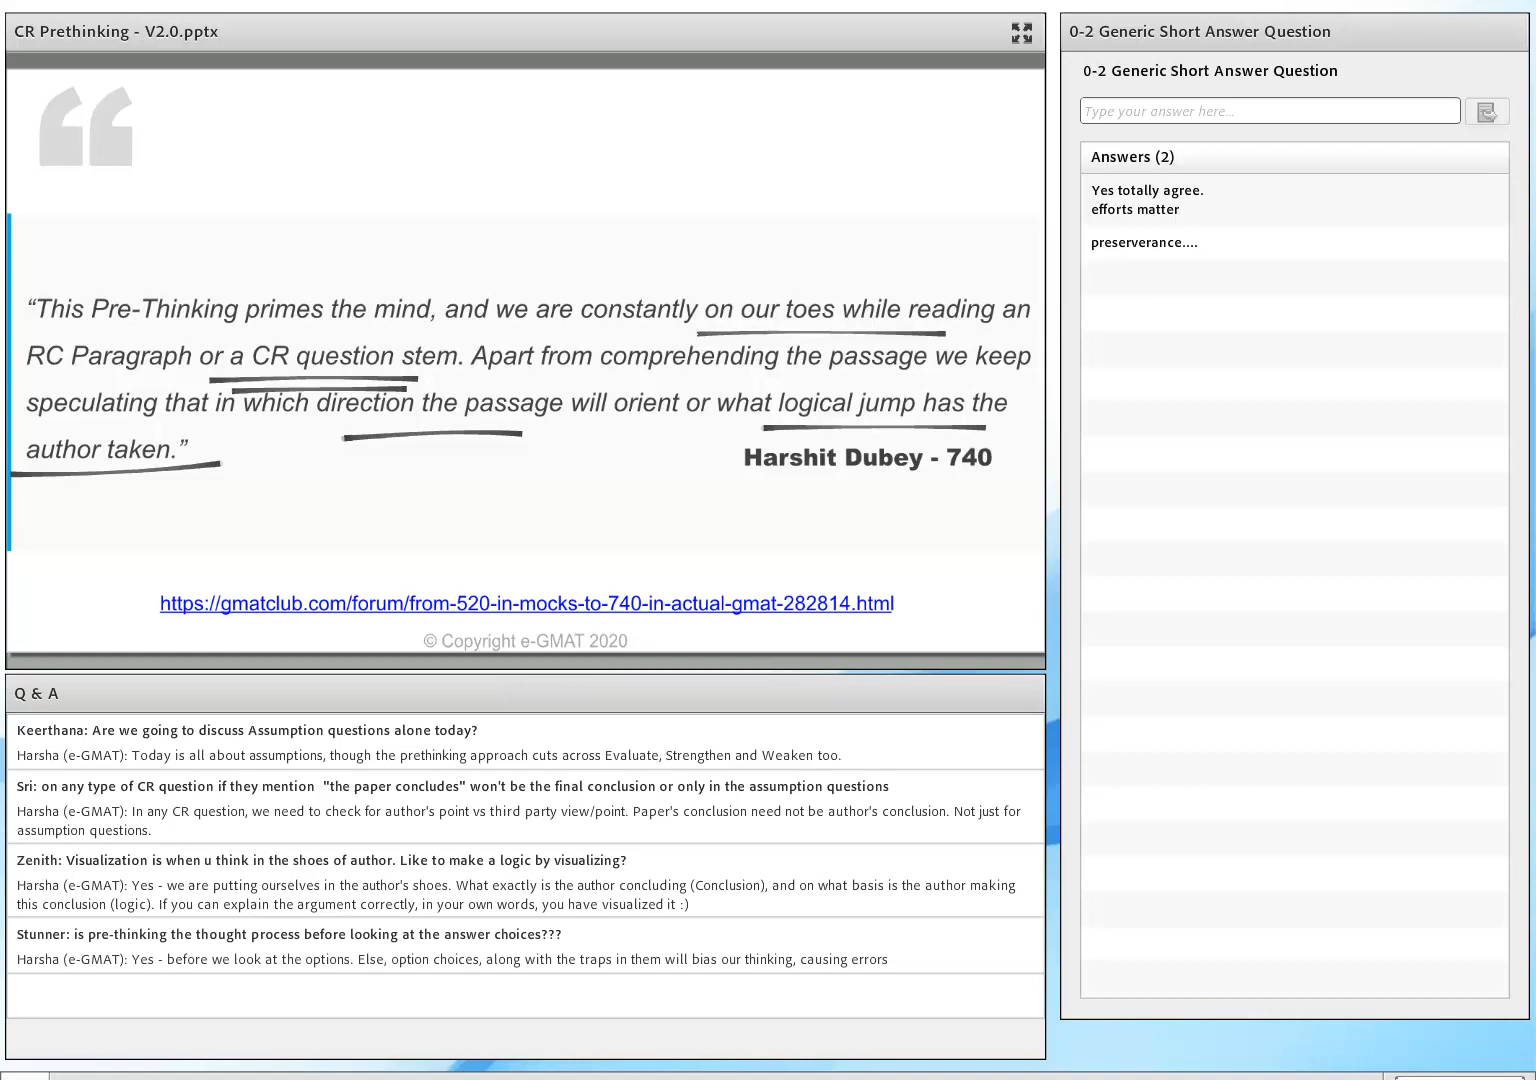 CR Prethinking - V2.0.pptx
“This Pre-Thinking primes the mind, and we are constantly on our toes while reading an
RC Paragraph or a CR question stem. Apart from comprehending the passage we keep
speculating that in which direction the passage will orient or what logical jump has the
author taken.”
Harshit Dubey - 740
https://gmatclub.com/forum/from-520-in-mocks-to-740-in-actual-gmat-282814.html
© Copyright e-GMAT 2020
Q & A
Keerthana: Are we going to discuss Assumption questions alone today?
Harsha (e-GMAT): Today is all about assumptions, though the prethinking approach cuts across Evaluate, Strengthen and Weaken too.
Sri: on any type of CR question if they mention "the paper concludes" won't be the final conclusion or only in the assumption questions
Harsha (e-GMAT): In any CR question, we need to check for author's point vs third party view/point. Paper's conclusion need not be author's conclusion. Not just for
assumption questions.
Zenith: Visualization is when u think in the shoes of author. Like to make a logic by visualizing?
Harsha (e-GMAT): Yes - we are putting ourselves in the author's shoes. What exactly is the author concluding (Conclusion), and on what basis is the author making
this conclusion (logic). If you can explain the argument correctly, in your own words, you have visualized it :)
Stunner: is pre-thinking the thought process before looking at the answer choices???
Harsha (e-GMAT): Yes - before we look at the options. Else, option choices, along with the traps in them will bias our thinking, causing errors
0-2 Generic Short Answer Question
0-2 Generic Short Answer Question
Type your answer here...
Answers (2)
Yes totally agree.
efforts matter
preserverance....